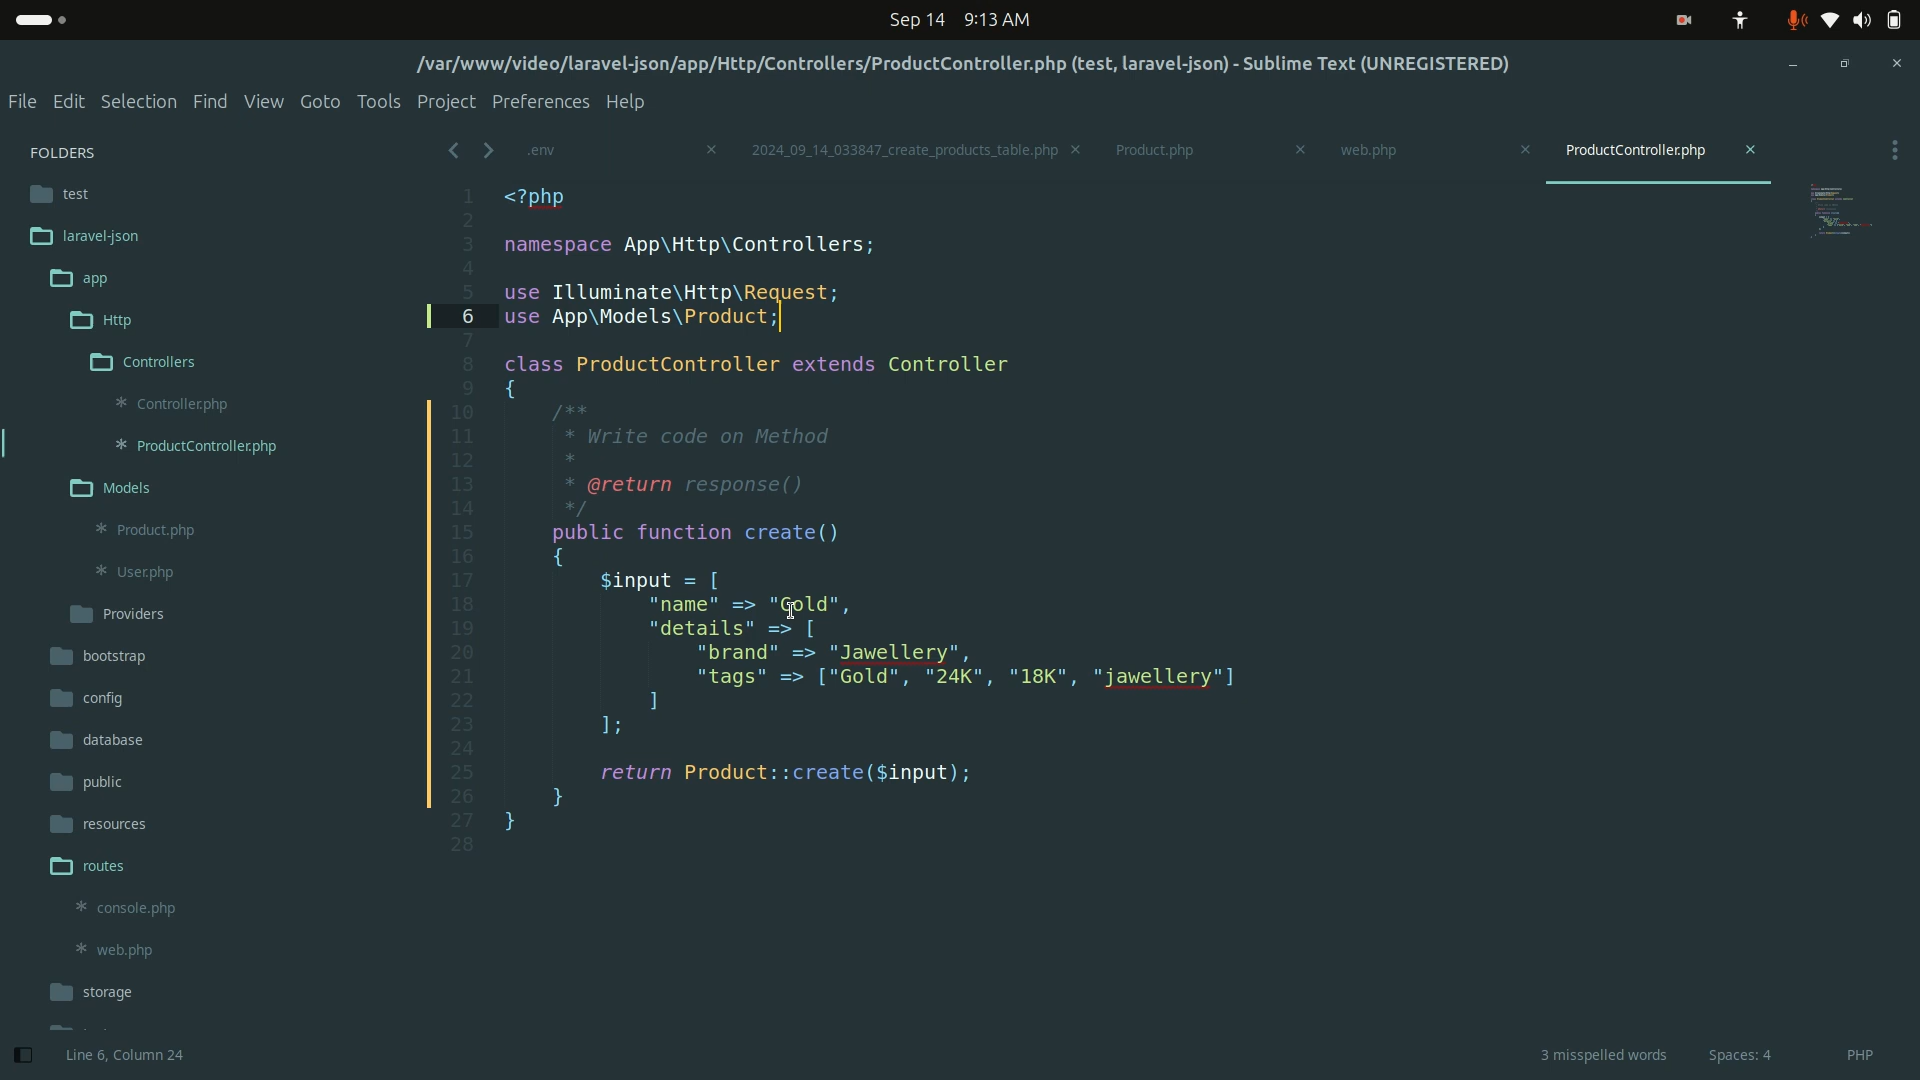 Sep 14 9:13 AM
/var/www/video/laravel-json/app/Http/Controllers/ProductController.php (test, laravel-json) - Sublime Text (UNREGISTERED)
File Edit Selection Find View Goto Tools Project Preferences Help
FOLDERS
test
laravel-json
app
Http
Controllers
Controller.php
ProductController.php
Models
Product.php
User.php
Providers
bootstrap
config
database
public
resources
routes
console.php
web.php
storage
.env 2024_09_14_033847_create_products_table.php Product.php web.php ProductController.php
1 <?php
2
3 namespace App\Http\Controllers;
4
5 use Illuminate\Http\Request;
6 use App\Models\Product;
7
8 class ProductController extends Controller
9 {
10 /**
11 * Write code on Method
12 *
13 * @return response()
14 */
15 public function create()
16 {
17 $input = [
18 "name" => "Gold",
19 "details" => [
20 "brand" => "Jawellery",
21 "tags" => ["Gold", "24K", "18K", "jawellery"]
22 ]
23 ];
24
25 return Product::create($input);
26 }
27 }
28
Line 6, Column 24 3 misspelled words Spaces: 4 PHP